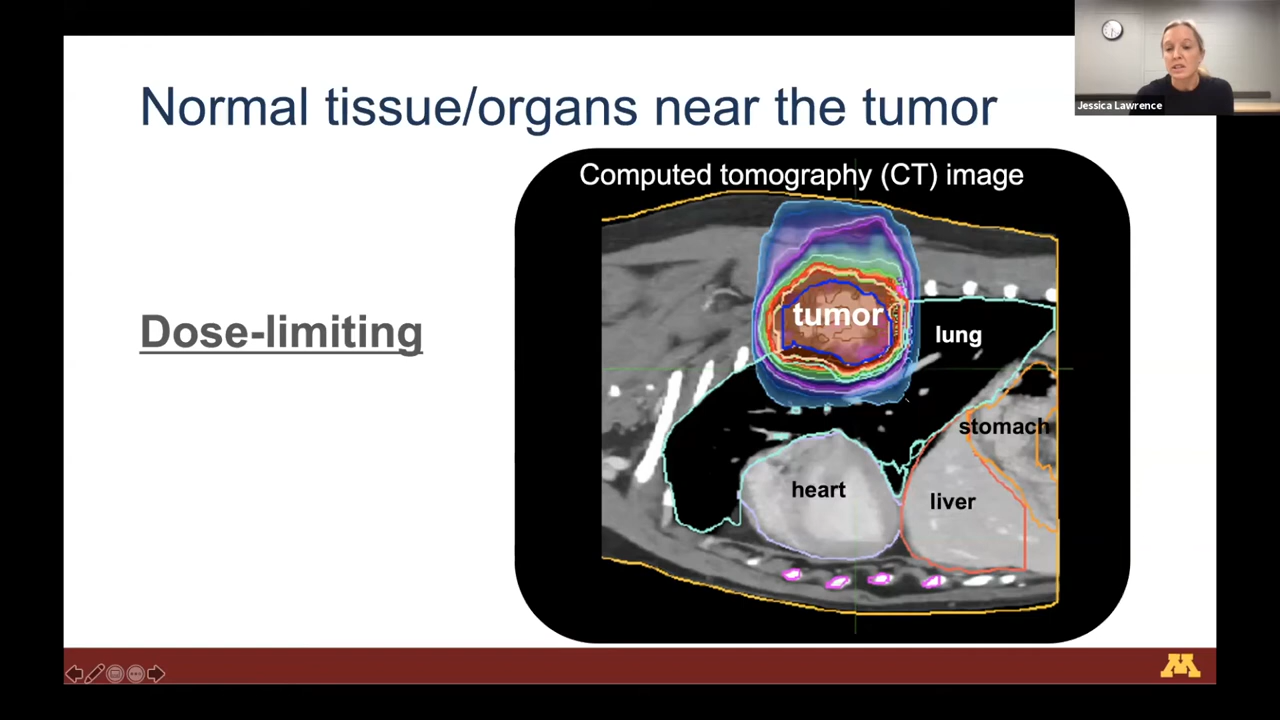 Normal tissue/organs near the tumor
Jessica Lawrence
Computed tomography (CT) image
Dose-limiting
tumor
lung
stomach
heart
liver
M